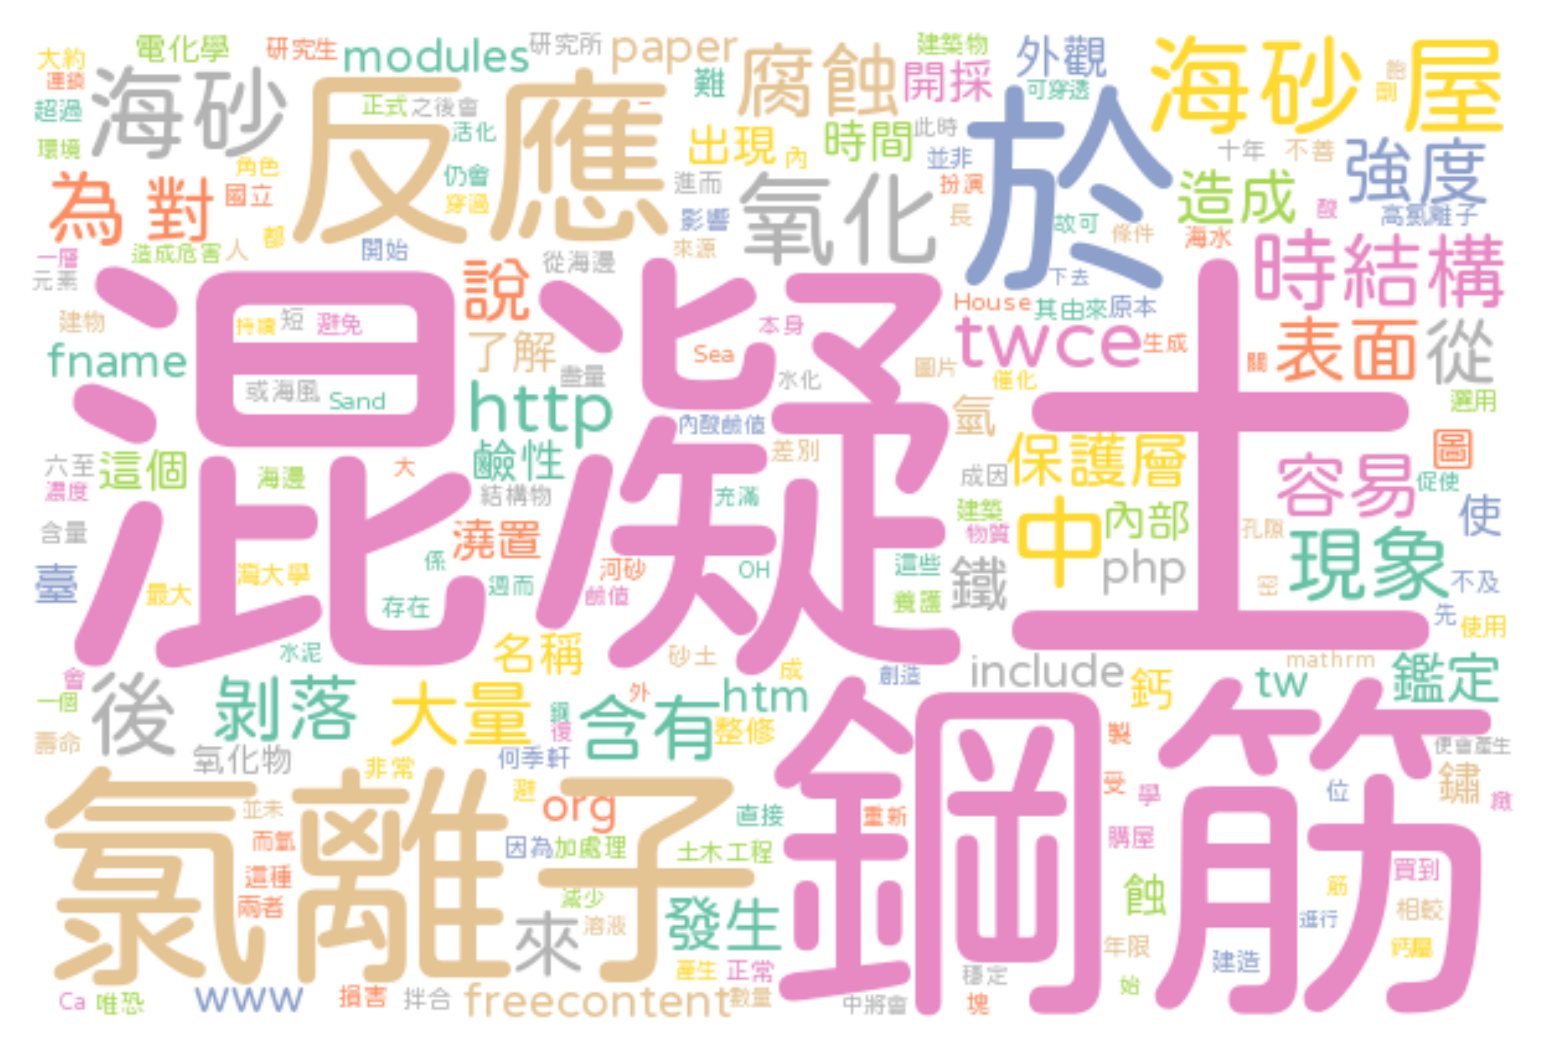 大約
電化學
研究生
modules
研究所
paper
建築物
外觀
海砂屋
連鎖
海砂
反應
難
腐蝕
開採
可穿透
於
剝
超過
正式
之後會
活化
出現
內
時間
此時
並非
十年
不善
強度
環境
角色
仍會
為
對
國立
穿過
進而
氧化
扮演
造成
酸
高氯離子
影響
長
故可
條件
海水
一層
造成危害
人
都
開始
從海邊
來源
下去
時結構
元素
說
House
其由來
原本
建物
持續
短
避免
本身
twce
生成
表面
從
fname
了解
Sea
圖片
關
混凝土
盡量
水化
催化
或海風
Sand
http
內酸鹼值
氫
選用
保護層
圖
六至
這個
海邊
大
鹼性
差別
成因
容易
促使
濃度
結構物
充滿
建築
中
內部
使
含量
澆置
物質
孔隙
現象
係
河砂
OH
這些
鐵
php
密
不及
臺
灣大學
最大
週而
鹼值
養護
存在
先
使用
水泥
名稱
砂土
成
創造
include
mathrm
會
一個
後
剝落
大量
外
含有
htm
鈣
tw
鑑定
鋼
復
整修
鋼筋
製
壽命
氧化物
非常
何季軒
便會產生
氯離子
並未
避
org
直接
重新
受
學
位
鏽
緻
而氫
因為
加處理
土木工程
購屋
這種
買到
兩者
減少
蝕
筋
相較
來
溶液
發生
進行
年限
鈣屬
產生
正常
建造
穩定
始
Ca
唯恐
www
損害
拌合
freecontent
數量
中將會
塊